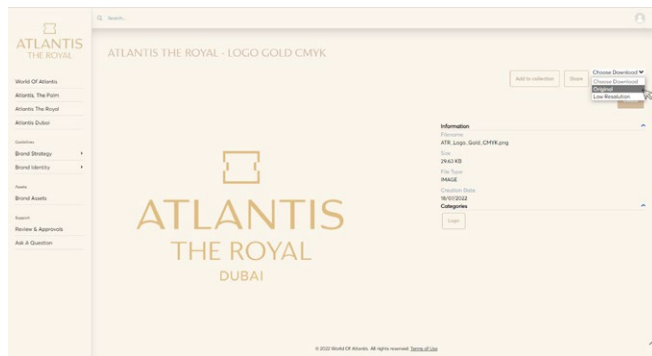 Search...
ATLANTIS
THE ROYAL
World Of Atlantis
Atlantis, The Palm
Atlantis The Royal
Atlantis Dubai
Guidelines
Brand Strategy
Brand Identity
Assets
Brand Assets
Support
Review & Approvals
Ask A Question
ATLANTIS THE ROYAL - LOGO GOLD CMYK
Add to collection
Share
Choose Download
Choose Download
Original
Low Resolution
ATLANTIS
THE ROYAL
DUBAI
Information
Filename
ATR_Logo_Gold_CMYK.png
Size
29.63 KB
File Type
IMAGE
Creation Date
18/07/2022
Categories
Logo
© 2022 World Of Atlantis. All rights reserved. Terms of Use